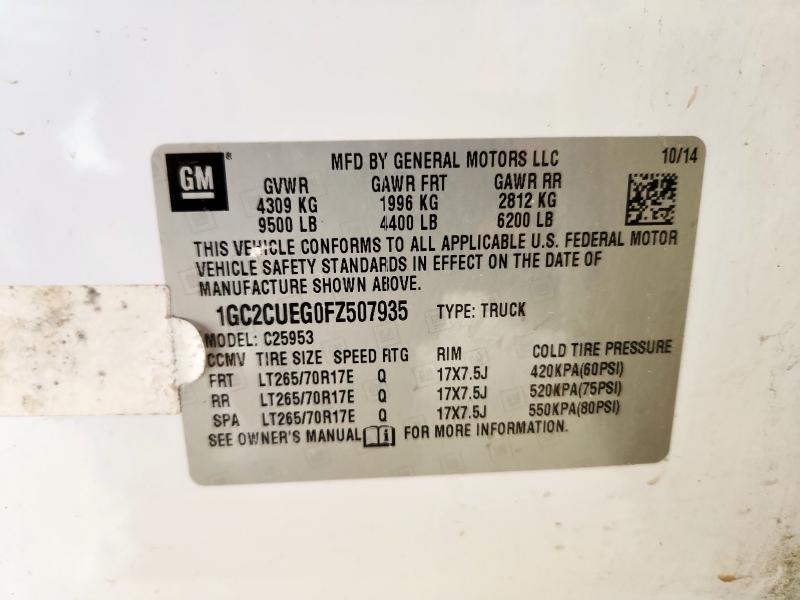 GM ® MFD BY GENERAL MOTORS LLC 10/14
GVWR GAWR FRT GAWR RR
4309 KG 1996 KG 2812 KG
9500 LB 4400 LB 6200 LB
THIS VEHICLE CONFORMS TO ALL APPLICABLE U.S. FEDERAL MOTOR
VEHICLE SAFETY STANDARDS IN EFFECT ON THE DATE OF
MANUFACTURE SHOWN ABOVE.
1GC2CUEG0FZ507935 TYPE: TRUCK
MODEL: C25953
CCMV TIRE SIZE SPEED RTG RIM COLD TIRE PRESSURE
FRT LT265/70R17E Q 17X7.5J 420KPA(60PSI)
RR LT265/70R17E Q 17X7.5J 520KPA(75PSI)
SPA LT265/70R17E Q 17X7.5J 550KPA(80PSI)
SEE OWNER'S MANUAL FOR MORE INFORMATION.